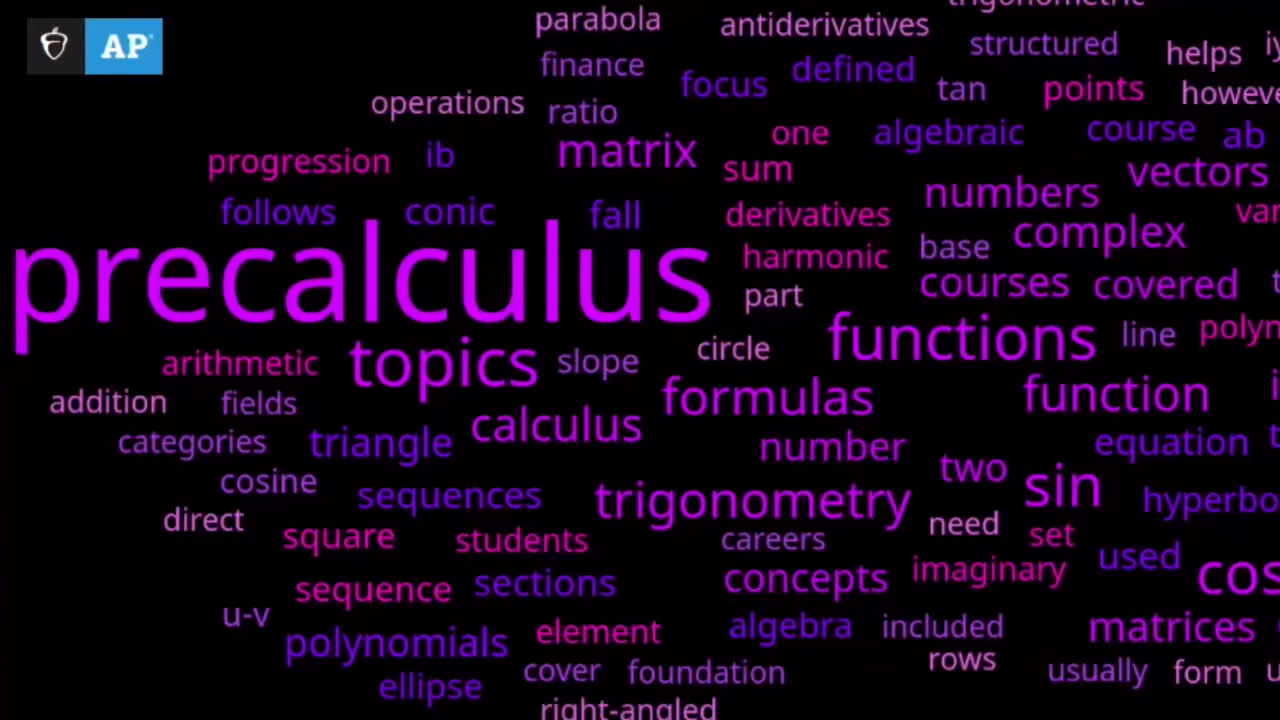 AP
parabola antiderivatives trigonometric
finance focus defined structured helps
operations ratio tan points
progression ib matrix one algebraic course ab
sum numbers vectors
follows conic fall derivatives complex
precalculus harmonic base
part courses covered
arithmetic topics slope circle functions line
addition fields formulas function
categories triangle calculus number equation
cosine sequences trigonometry two sin
direct square students careers need set
sequence sections concepts imaginary used
u-v polynomials element algebra included matrices
ellipse cover foundation rows usually form
right-angled